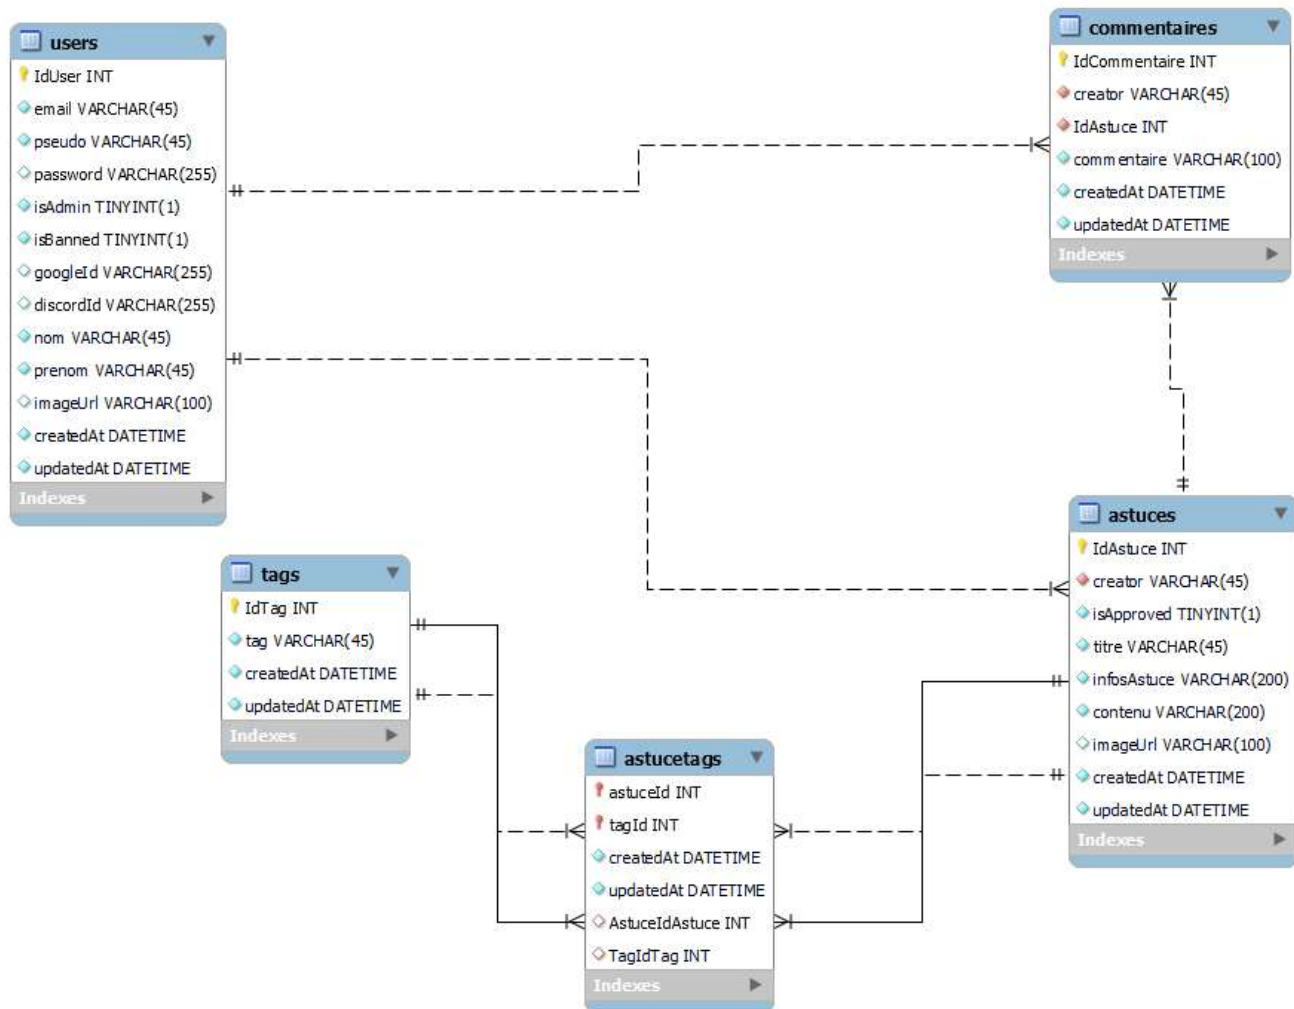 users
IdUser INT
email VARCHAR(45)
pseudo VARCHAR(45)
password VARCHAR(255)
isAdmin TINYINT(1)
isBanned TINYINT(1)
googleId VARCHAR(255)
discordId VARCHAR(255)
nom VARCHAR(45)
prenom VARCHAR(45)
imageUrl VARCHAR(100)
createdAt DATETIME
updatedAt DATETIME
Indexes
commentaires
IdCommentaire INT
creator VARCHAR(45)
IdAstuce INT
commentaire VARCHAR(100)
createdAt DATETIME
updatedAt DATETIME
Indexes
tags
IdTag INT
tag VARCHAR(45)
createdAt DATETIME
updatedAt DATETIME
Indexes
astuces
IdAstuce INT
creator VARCHAR(45)
isApproved TINYINT(1)
titre VARCHAR(45)
infosAstuce VARCHAR(200)
contenu VARCHAR(200)
imageUrl VARCHAR(100)
createdAt DATETIME
updatedAt DATETIME
Indexes
astucetags
astuceId INT
tagId INT
createdAt DATETIME
updatedAt DATETIME
AstuceIdAstuce INT
TagIdTag INT
Indexes